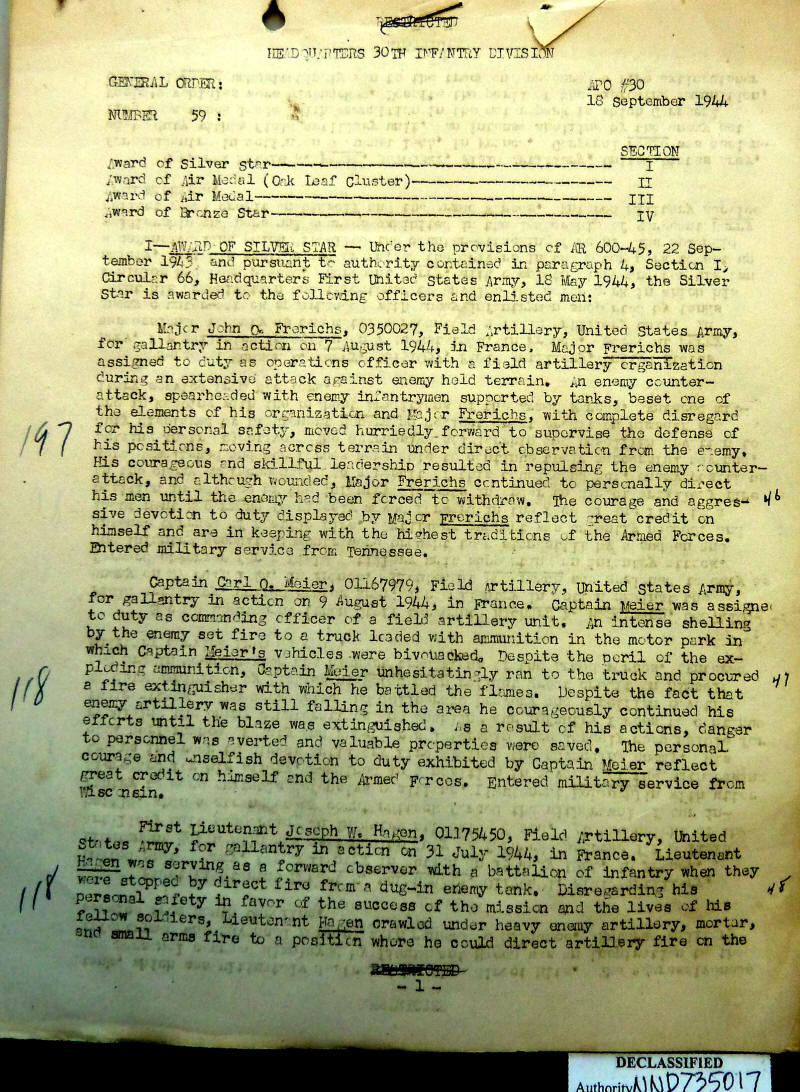 RESTRICTED
HEADQUARTERS 30TH INFANTRY DIVISION
GENERAL ORDER:
APO #30
18 September 1944
NUMBER 59 :
SECTION
Award of Silver star---------- I
Award of Air Medal (Oak Leaf Cluster)---------- II
Award of Air Medal---------- III
Award of Bronze Star---------- IV
I—AWARD OF SILVER STAR — Under the provisions of AR 600-45, 22 Sep-
tember 1943 and pursuant to authority contained in paragraph 4, Section I,
Circular 66, Headquarters First United States Army, 18 May 1944, the Silver
Star is awarded to the following officers and enlisted men:
Major John O. Frerichs, O350027, Field Artillery, United States Army,
for gallantry in action on 7 August 1944, in France. Major Frerichs was
assigned to duty as operations officer with a field artillery organization
during an extensive attack against enemy held terrain. An enemy counter-
attack, spearheaded with enemy infantrymen supported by tanks, beset one of
the elements of his organization and Major Frerichs, with complete disregard
for his personal safety, moved hurriedly forward to supervise the defense of
197
his positions, moving across terrain under direct observation from the enemy.
His courageous and skillful leadership resulted in repulsing the enemy counter-
attack, and although wounded, Major Frerichs continued to personally direct
his men until the enemy had been forced to withdraw. The courage and aggres- 46
sive devotion to duty displayed by Major Frerichs reflect great credit on
himself and are in keeping with the highest traditions of the Armed Forces.
Entered military service from Tennessee.
Captain Carl Q. Meier, O1167979, Field Artillery, United States Army,
for gallantry in action on 9 August 1944, in France. Captain Meier was assigne
to duty as commanding officer of a field artillery unit. An intense shelling
by the enemy set fire to a truck loaded with ammunition in the motor park in
which Captain Meier's vehicles were bivouacked. Despite the peril of the ex-
ploding ammunition, Captain Meier unhesitatingly ran to the truck and procured
118 a fire extinguisher with which he battled the flames. Despite the fact that 47
enemy artillery was still falling in the area he courageously continued his
efforts until the blaze was extinguished. As a result of his actions, danger
to personnel was averted and valuable properties were saved. The personal
courage and unselfish devotion to duty exhibited by Captain Meier reflect
great credit on himself and the Armed Forces. Entered military service from
Wisconsin.
First Lieutenant Joseph W. Hagen, O1175450, Field Artillery, United
States Army, for gallantry in action on 31 July 1944, in France. Lieutenant
Hagen was serving as a forward observer with a battalion of infantry when they
118 were stopped by direct fire from a dug-in enemy tank. Disregarding his 48
personal safety in favor of the success of the mission and the lives of his
fellow soldiers, Lieutenant Hagen crawled under heavy enemy artillery, mortar,
and small arms fire to a position where he could direct artillery fire on the
RESTRICTED
- 1 -
DECLASSIFIED
Authority NND735017